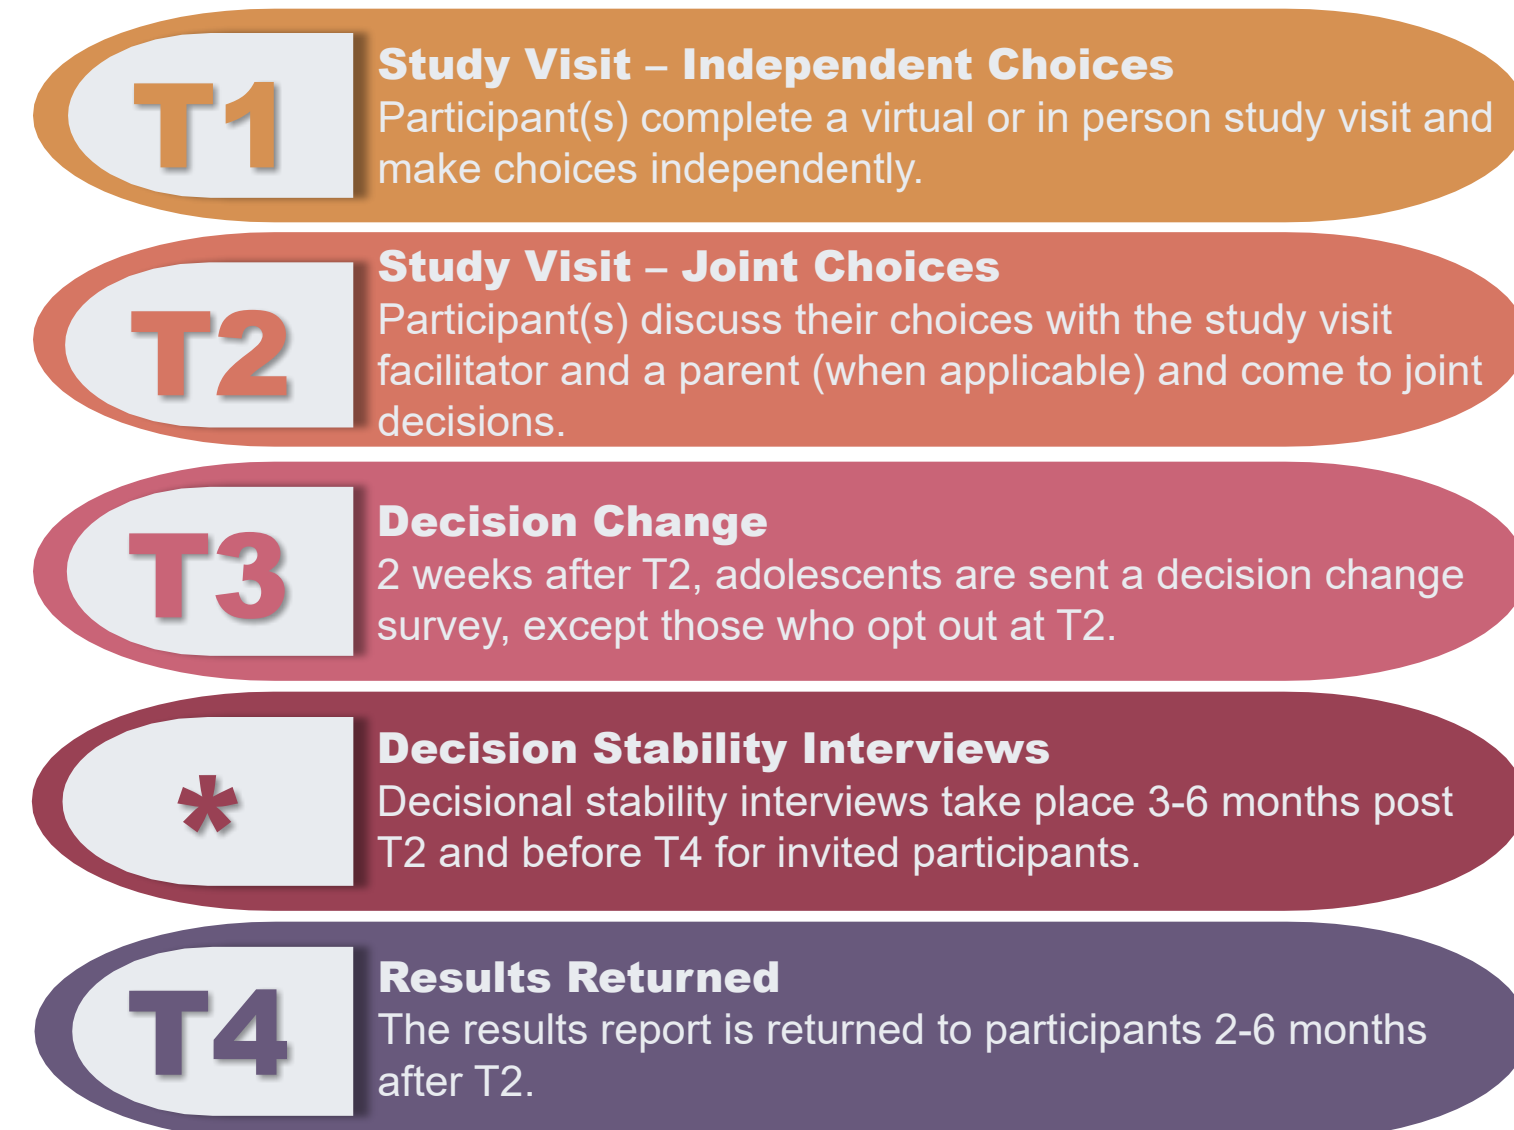 T1
Study Visit – Independent Choices
Participant(s) complete a virtual or in person study visit and
make choices independently.
T2
Study Visit – Joint Choices
Participant(s) discuss their choices with the study visit
facilitator and a parent (when applicable) and come to joint
decisions.
T3
Decision Change
2 weeks after T2, adolescents are sent a decision change
survey, except those who opt out at T2.
*
Decision Stability Interviews
Decisional stability interviews take place 3-6 months post
T2 and before T4 for invited participants.
T4
Results Returned
The results report is returned to participants 2-6 months
after T2.